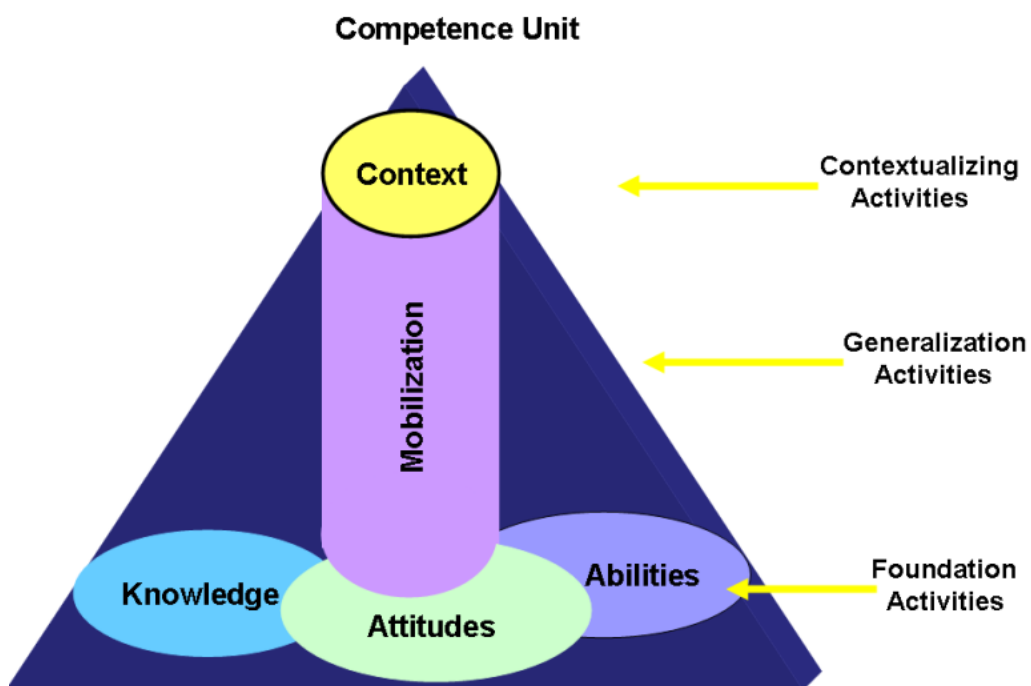 Competence Unit
Context
Contextualizing
Activities
Mobilization
Generalization
Activities
Knowledge
Attitudes
Abilities
Foundation
Activities